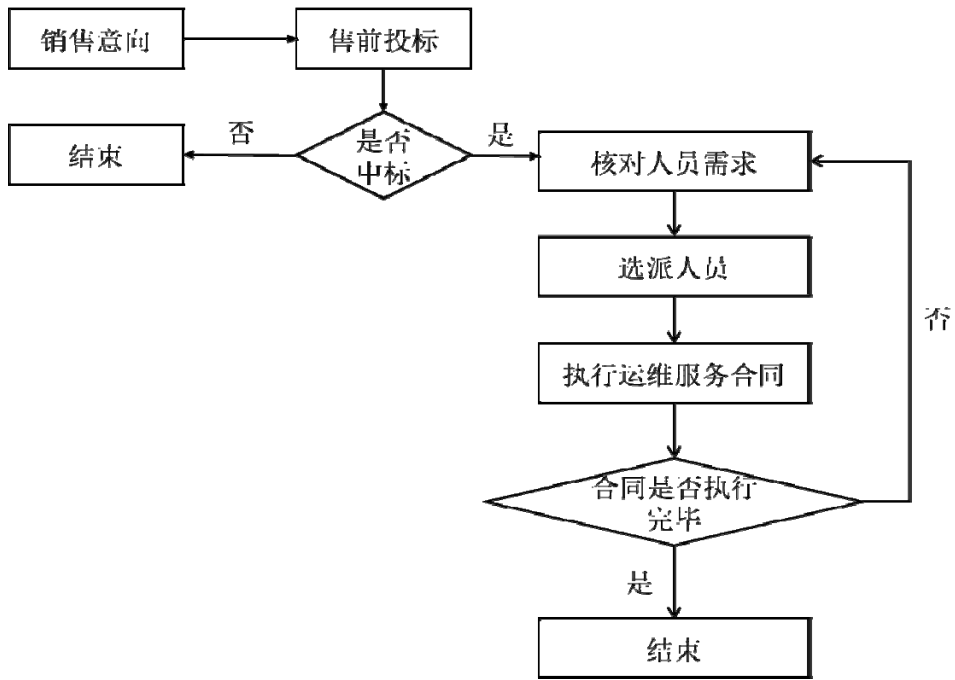 销售意向
售前投标
结束
否
是否
中标
是
核对人员需求
选派人员
执行运维服务合同
否
合同是否执行
完毕
是
结束